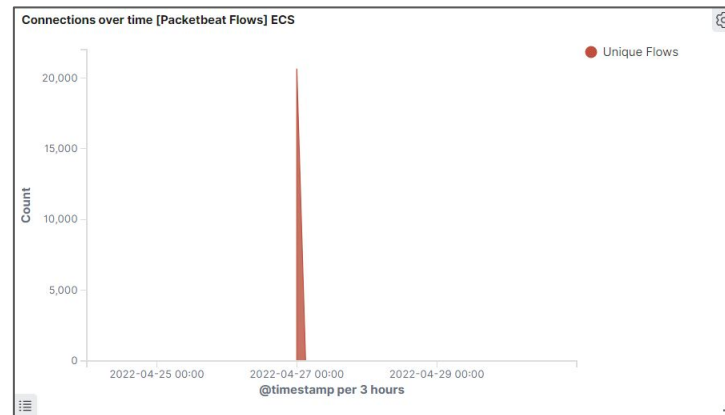 Connections over time [Packetbeat Flows] ECS
Unique Flows
20,000
15,000
10,000
5,000
0
Count
2022-04-25 00:00 2022-04-27 00:00 2022-04-29 00:00
@timestamp per 3 hours